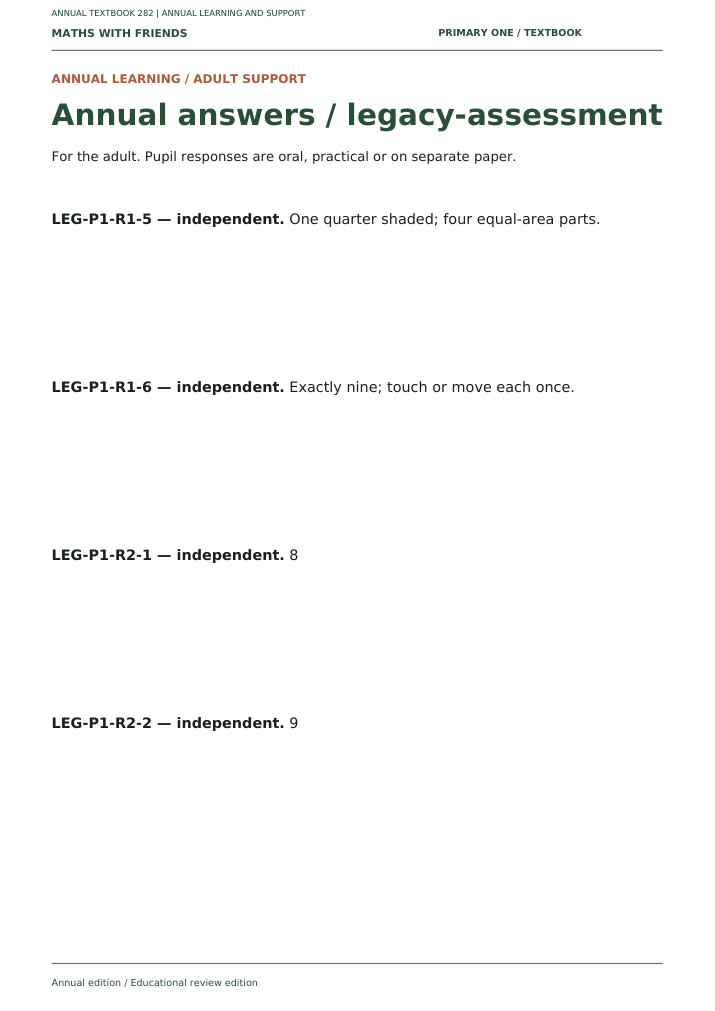 ANNUAL TEXTBOOK 282 | ANNUAL LEARNING AND SUPPORT
MATHS WITH FRIENDS
PRIMARY ONE / TEXTBOOK
ANNUAL LEARNING / ADULT SUPPORT
Annual answers / legacy-assessment
For the adult. Pupil responses are oral, practical or on separate paper.
LEG-P1-R1-5 — independent. One quarter shaded; four equal-area parts.
LEG-P1-R1-6 — independent. Exactly nine; touch or move each once.
LEG-P1-R2-1 — independent. 8
LEG-P1-R2-2 — independent. 9
Annual edition / Educational review edition